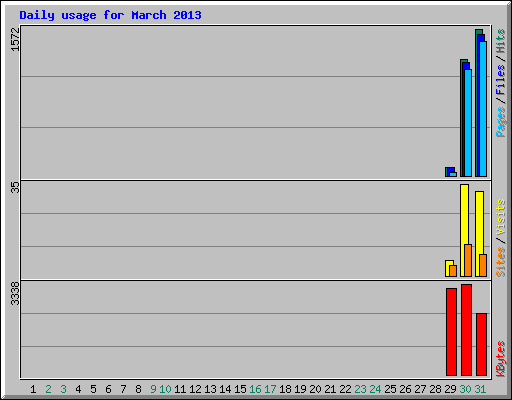 Daily usage for March 2013
1572
35
3338
Pages / Files / Hits
Sites / Visits
KBytes
1 2 3 4 5 6 7 8 9 10 11 12 13 14 15 16 17 18 19 20 21 22 23 24 25 26 27 28 29 30 31